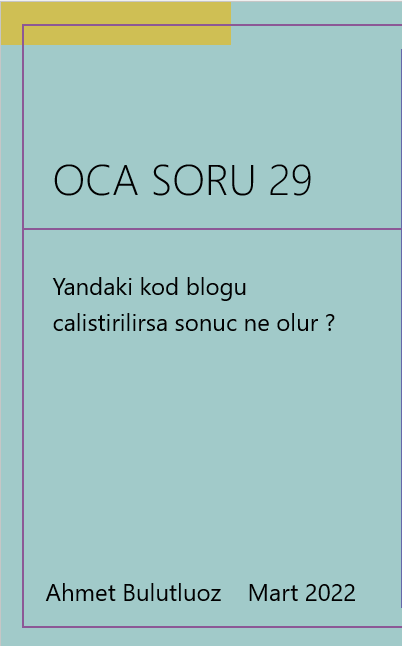 OCA SORU 29
Yandaki kod blogu
calistirilirsa sonuc ne olur ?
Ahmet Bulutluoz Mart 2022